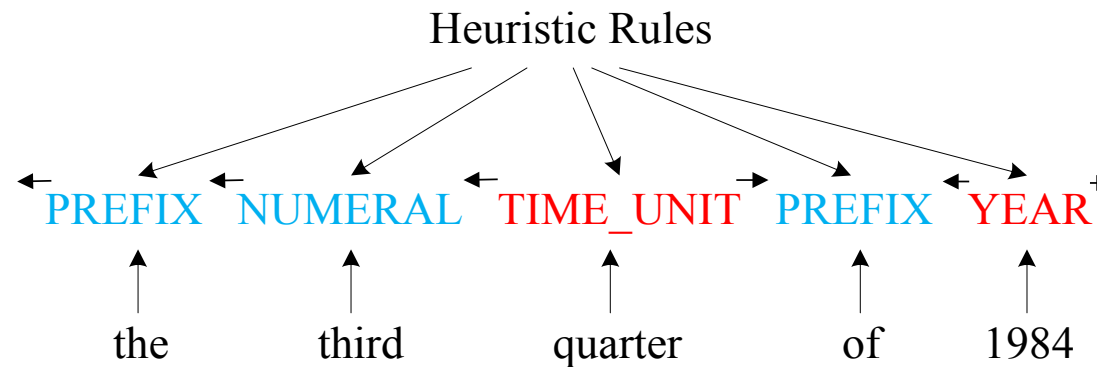 Heuristic Rules
PREFIX NUMERAL TIME_UNIT PREFIX YEAR
the third quarter of 1984